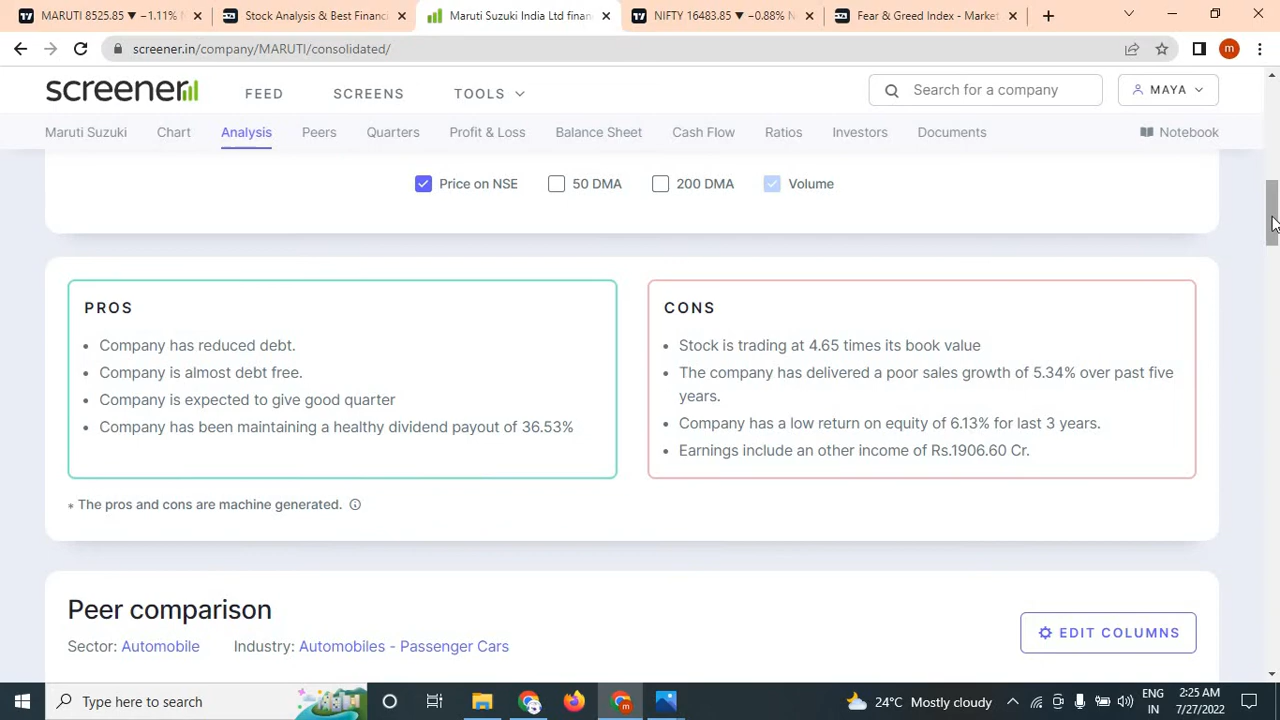 MARUTI 8525.85 ▼ −1.11% N
Stock Analysis & Best Financi
Maruti Suzuki India Ltd finan
NIFTY 16483.85 ▼ −0.88% N
Fear & Greed Index - Market
screener.in/company/MARUTI/consolidated/
m
screener
FEED
SCREENS
TOOLS
Search for a company
MAYA
Maruti Suzuki
Chart
Analysis
Peers
Quarters
Profit & Loss
Balance Sheet
Cash Flow
Ratios
Investors
Documents
Notebook
Price on NSE
50 DMA
200 DMA
Volume
PROS
• Company has reduced debt.
• Company is almost debt free.
• Company is expected to give good quarter
• Company has been maintaining a healthy dividend payout of 36.53%
CONS
• Stock is trading at 4.65 times its book value
• The company has delivered a poor sales growth of 5.34% over past five
years.
• Company has a low return on equity of 6.13% for last 3 years.
• Earnings include an other income of Rs.1906.60 Cr.
* The pros and cons are machine generated.
Peer comparison
Sector: Automobile Industry: Automobiles - Passenger Cars
EDIT COLUMNS
Type here to search
24°C Mostly cloudy
ENG
IN
2:25 AM
7/27/2022